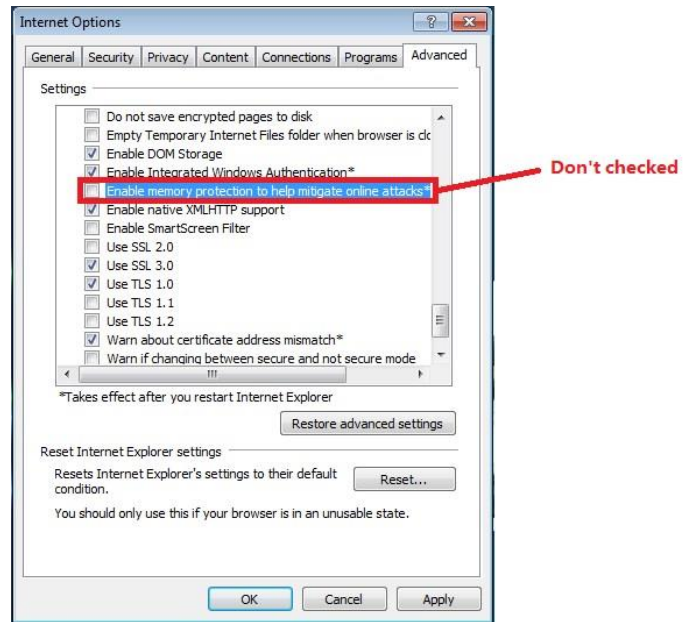 Internet Options
General Security Privacy Content Connections Programs Advanced
Settings
Do not save encrypted pages to disk
Empty Temporary Internet Files folder when browser is clo
Enable DOM Storage
Enable Integrated Windows Authentication*
Enable memory protection to help mitigate online attacks*
Don't checked
Enable native XMLHTTP support
Enable SmartScreen Filter
Use SSL 2.0
Use SSL 3.0
Use TLS 1.0
Use TLS 1.1
Use TLS 1.2
Warn about certificate address mismatch*
Warn if changing between secure and not secure mode
*Takes effect after you restart Internet Explorer
Restore advanced settings
Reset Internet Explorer settings
Resets Internet Explorer's settings to their default
condition.
Reset...
You should only use this if your browser is in an unusable state.
OK Cancel Apply